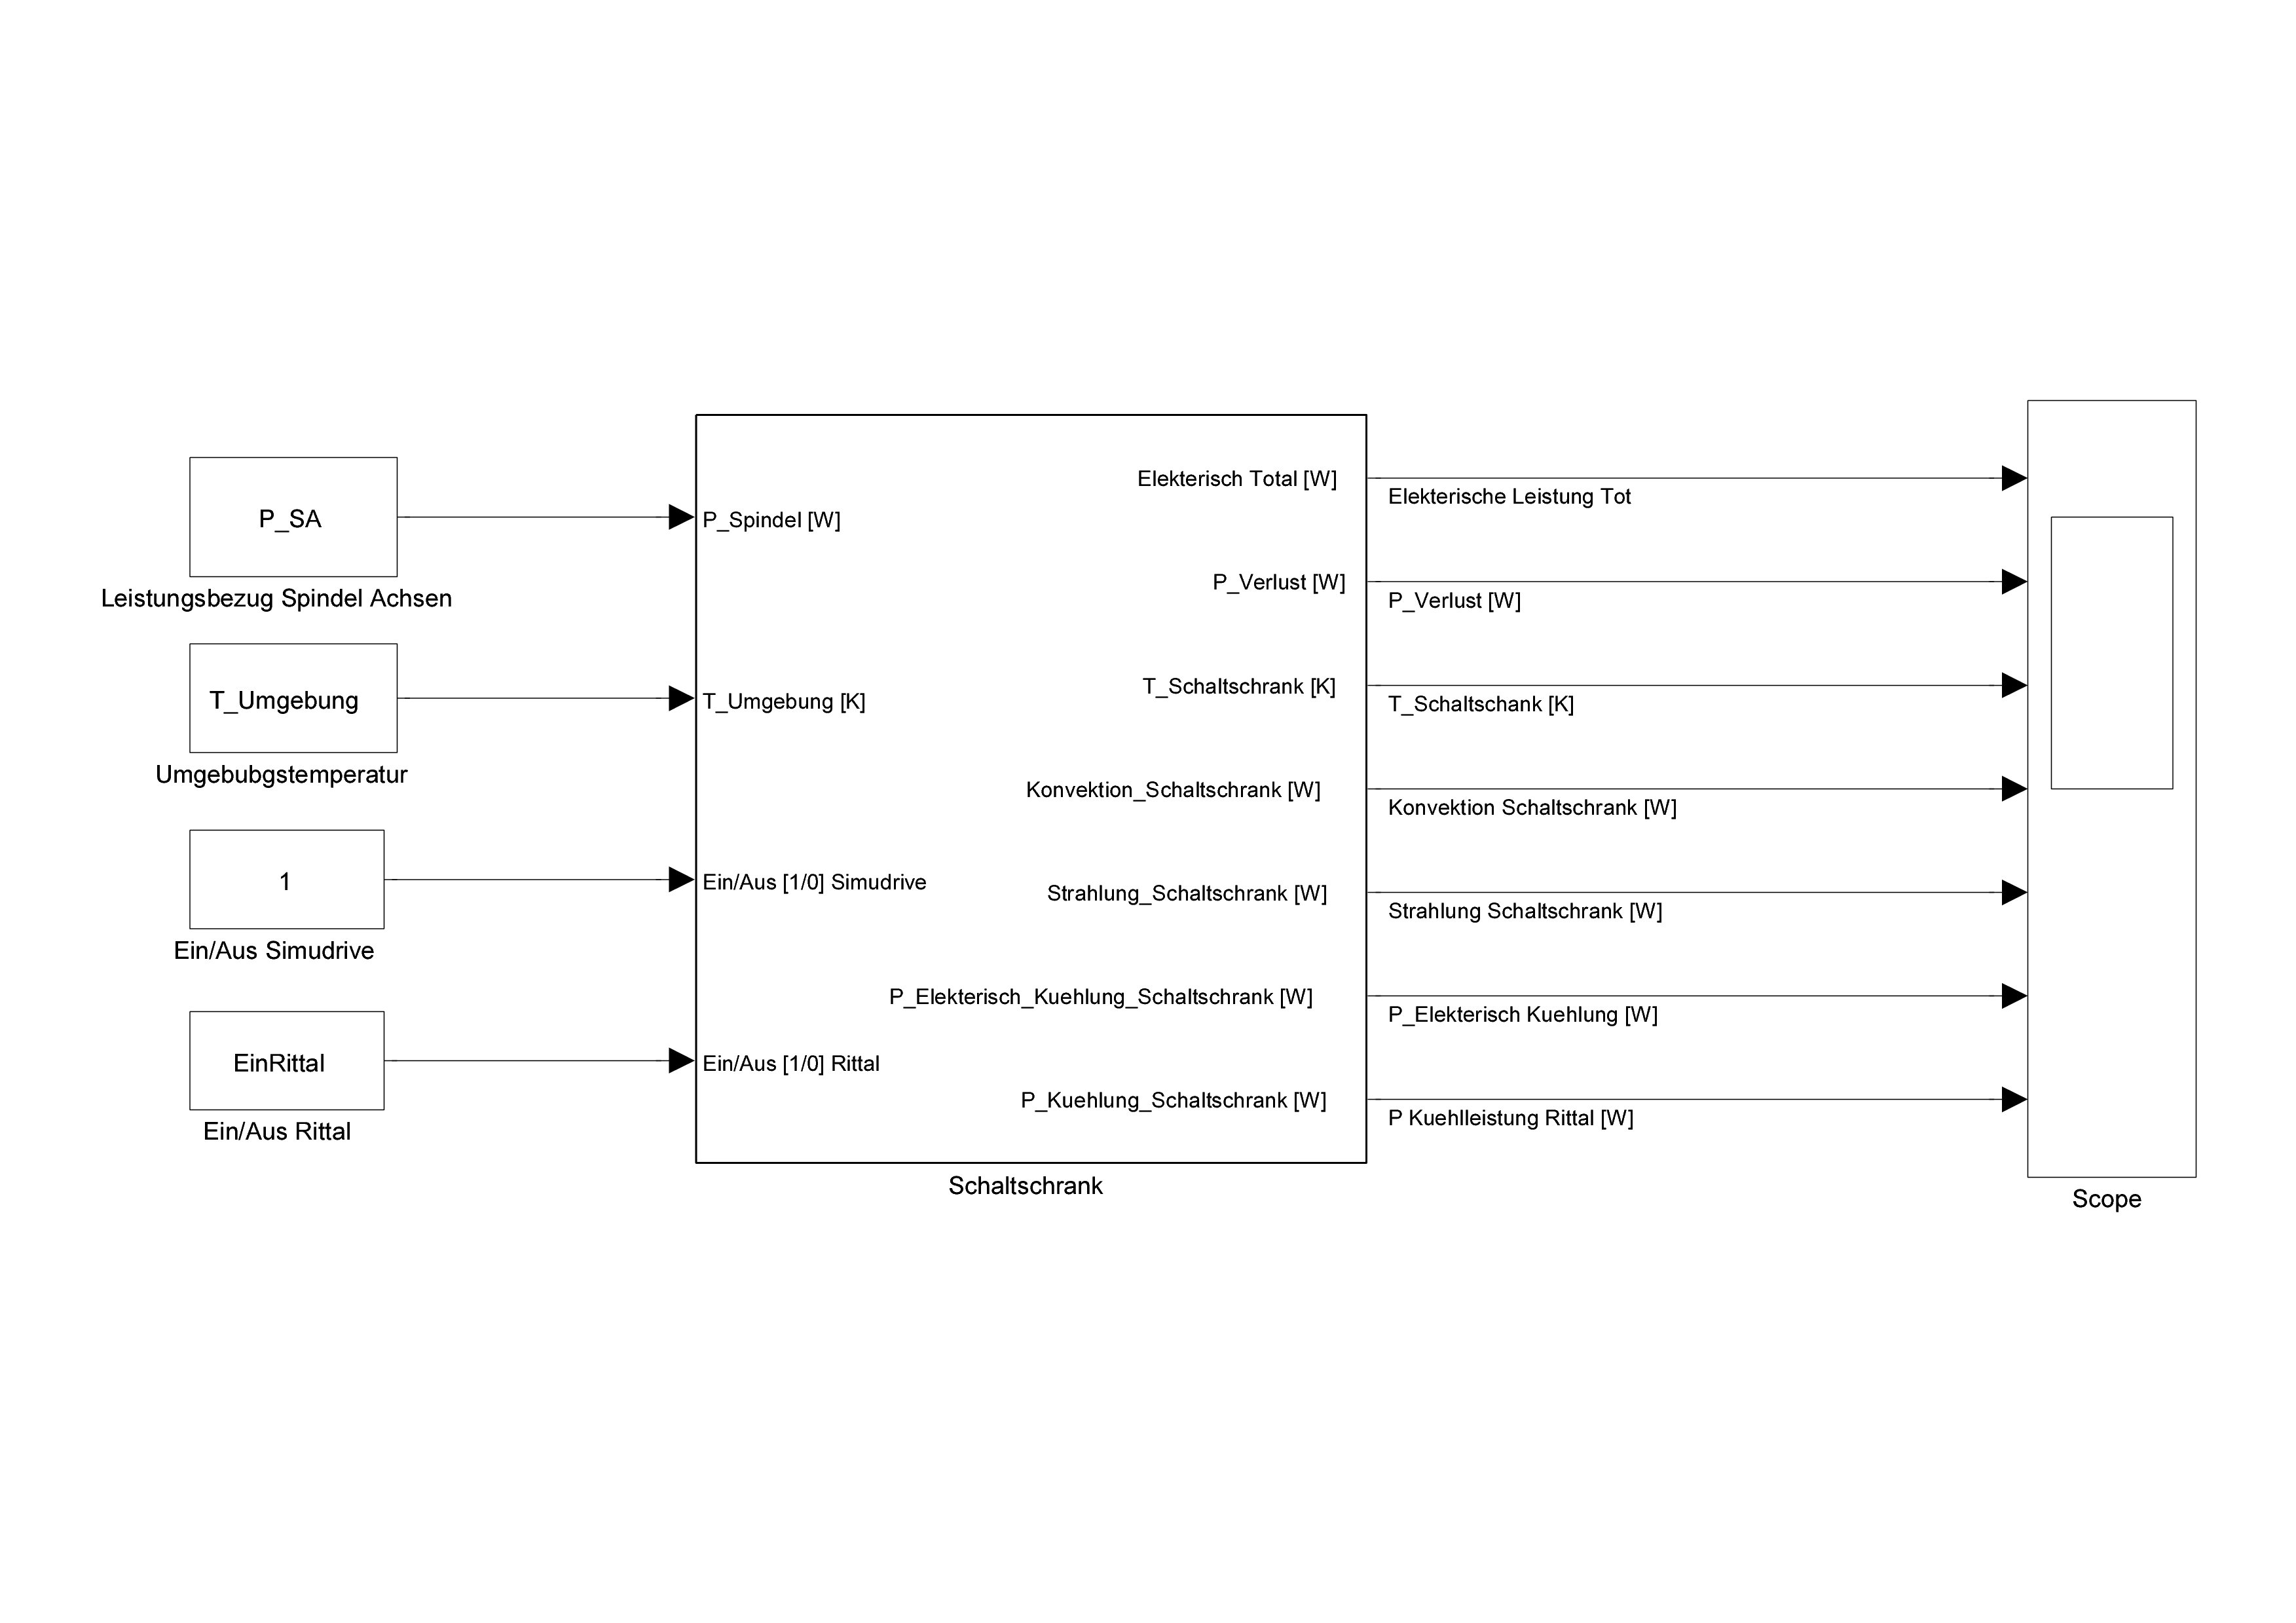 P_SA
Leistungsbezug Spindel Achsen
T_Umgebung
Umgebubgstemperatur
1
Ein/Aus Simudrive
EinRittal
Ein/Aus Rittal
P_Spindel [W]
T_Umgebung [K]
Ein/Aus [1/0] Simudrive
Ein/Aus [1/0] Rittal
Elekterisch Total [W]
P_Verlust [W]
T_Schaltschrank [K]
Konvektion_Schaltschrank [W]
Strahlung_Schaltschrank [W]
P_Elekterisch_Kuehlung_Schaltschrank [W]
P_Kuehlung_Schaltschrank [W]
Schaltschrank
Elekterische Leistung Tot
P_Verlust [W]
T_Schaltschank [K]
Konvektion Schaltschrank [W]
Strahlung Schaltschrank [W]
P_Elekterisch Kuehlung [W]
P Kuehlleistung Rittal [W]
Scope